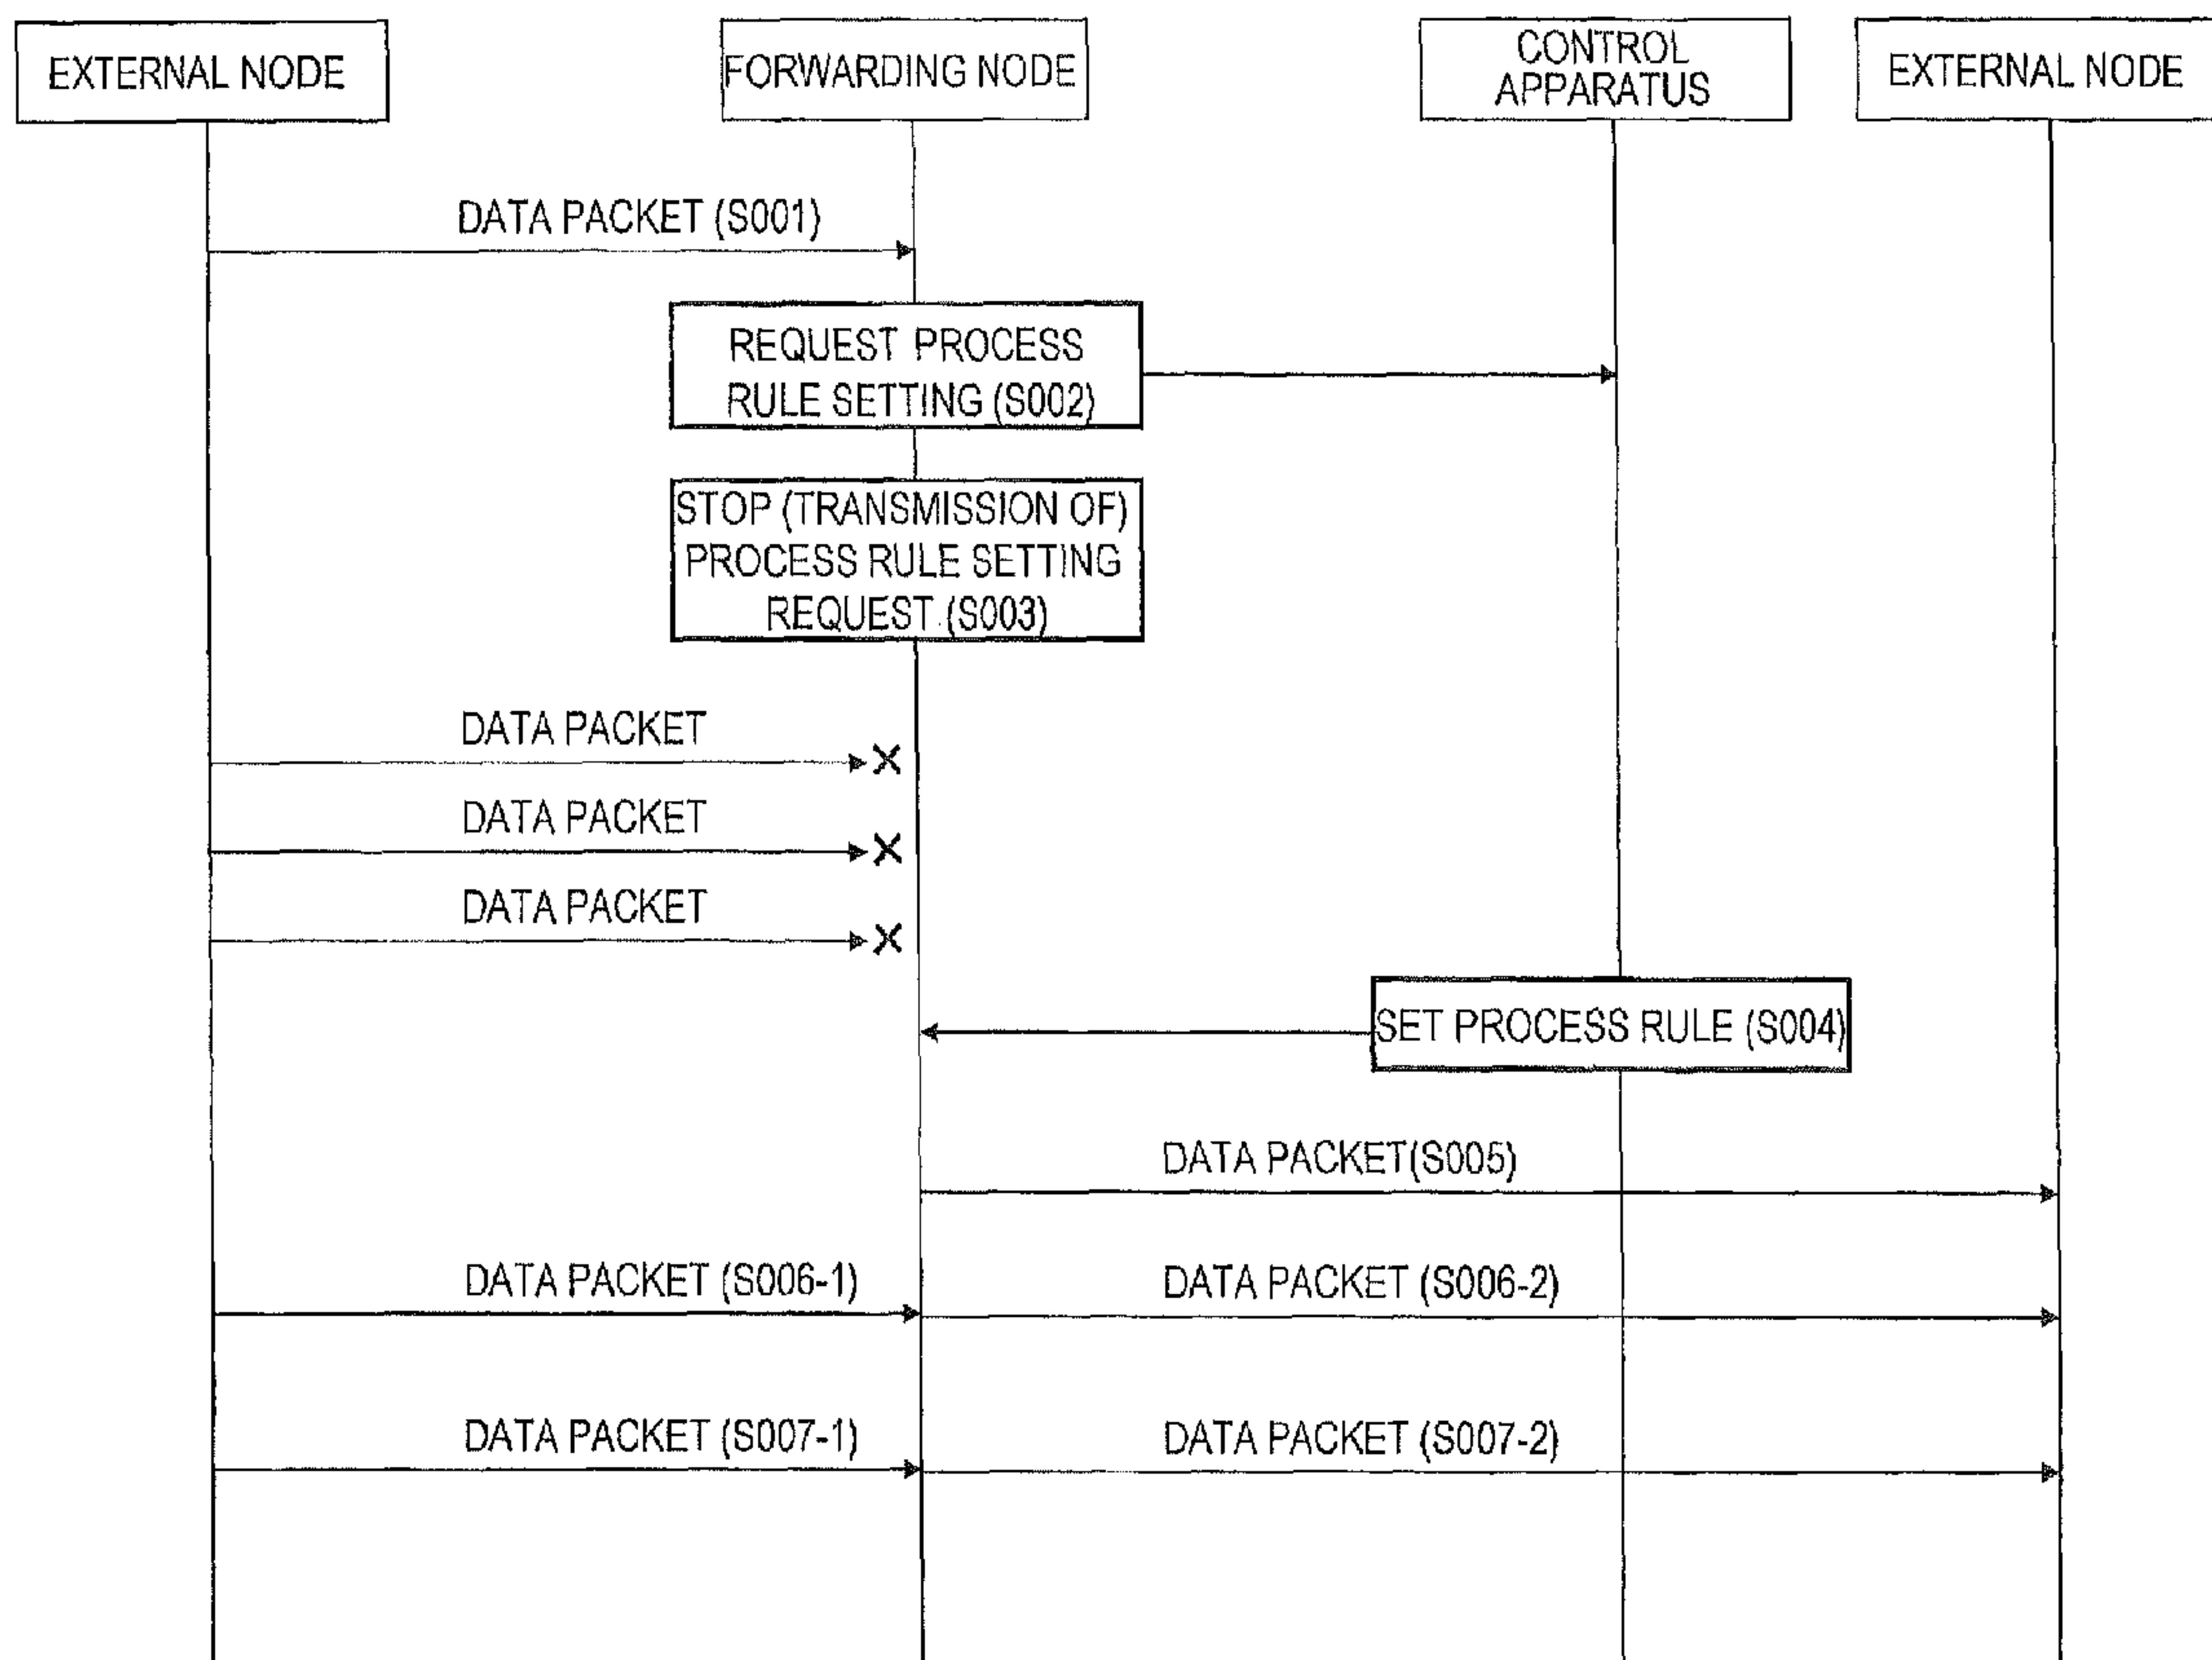 EXTERNAL NODE
FORWARDING NODE
CONTROL
APPARATUS
EXTERNAL NODE
DATA PACKET (S001)
REQUEST PROCESS
RULE SETTING (S002)
STOP (TRANSMISSION OF)
PROCESS RULE SETTING
REQUEST (S003)
DATA PACKET
DATA PACKET
DATA PACKET
SET PROCESS RULE (S004)
DATA PACKET(S005)
DATA PACKET (S006-1)
DATA PACKET (S006-2)
DATA PACKET (S007-1)
DATA PACKET (S007-2)